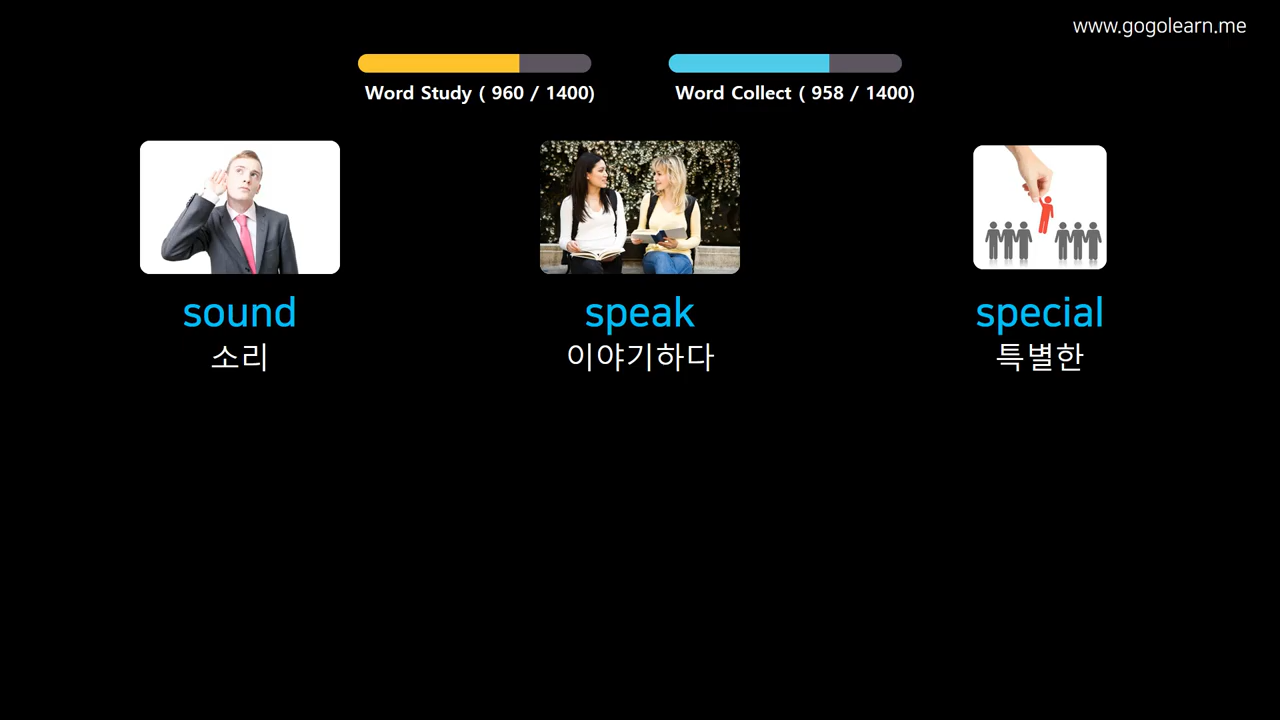 www.gogolearn.me
Word Study ( 960 / 1400)
Word Collect ( 958 / 1400)
sound
소리
speak
이야기하다
special
특별한